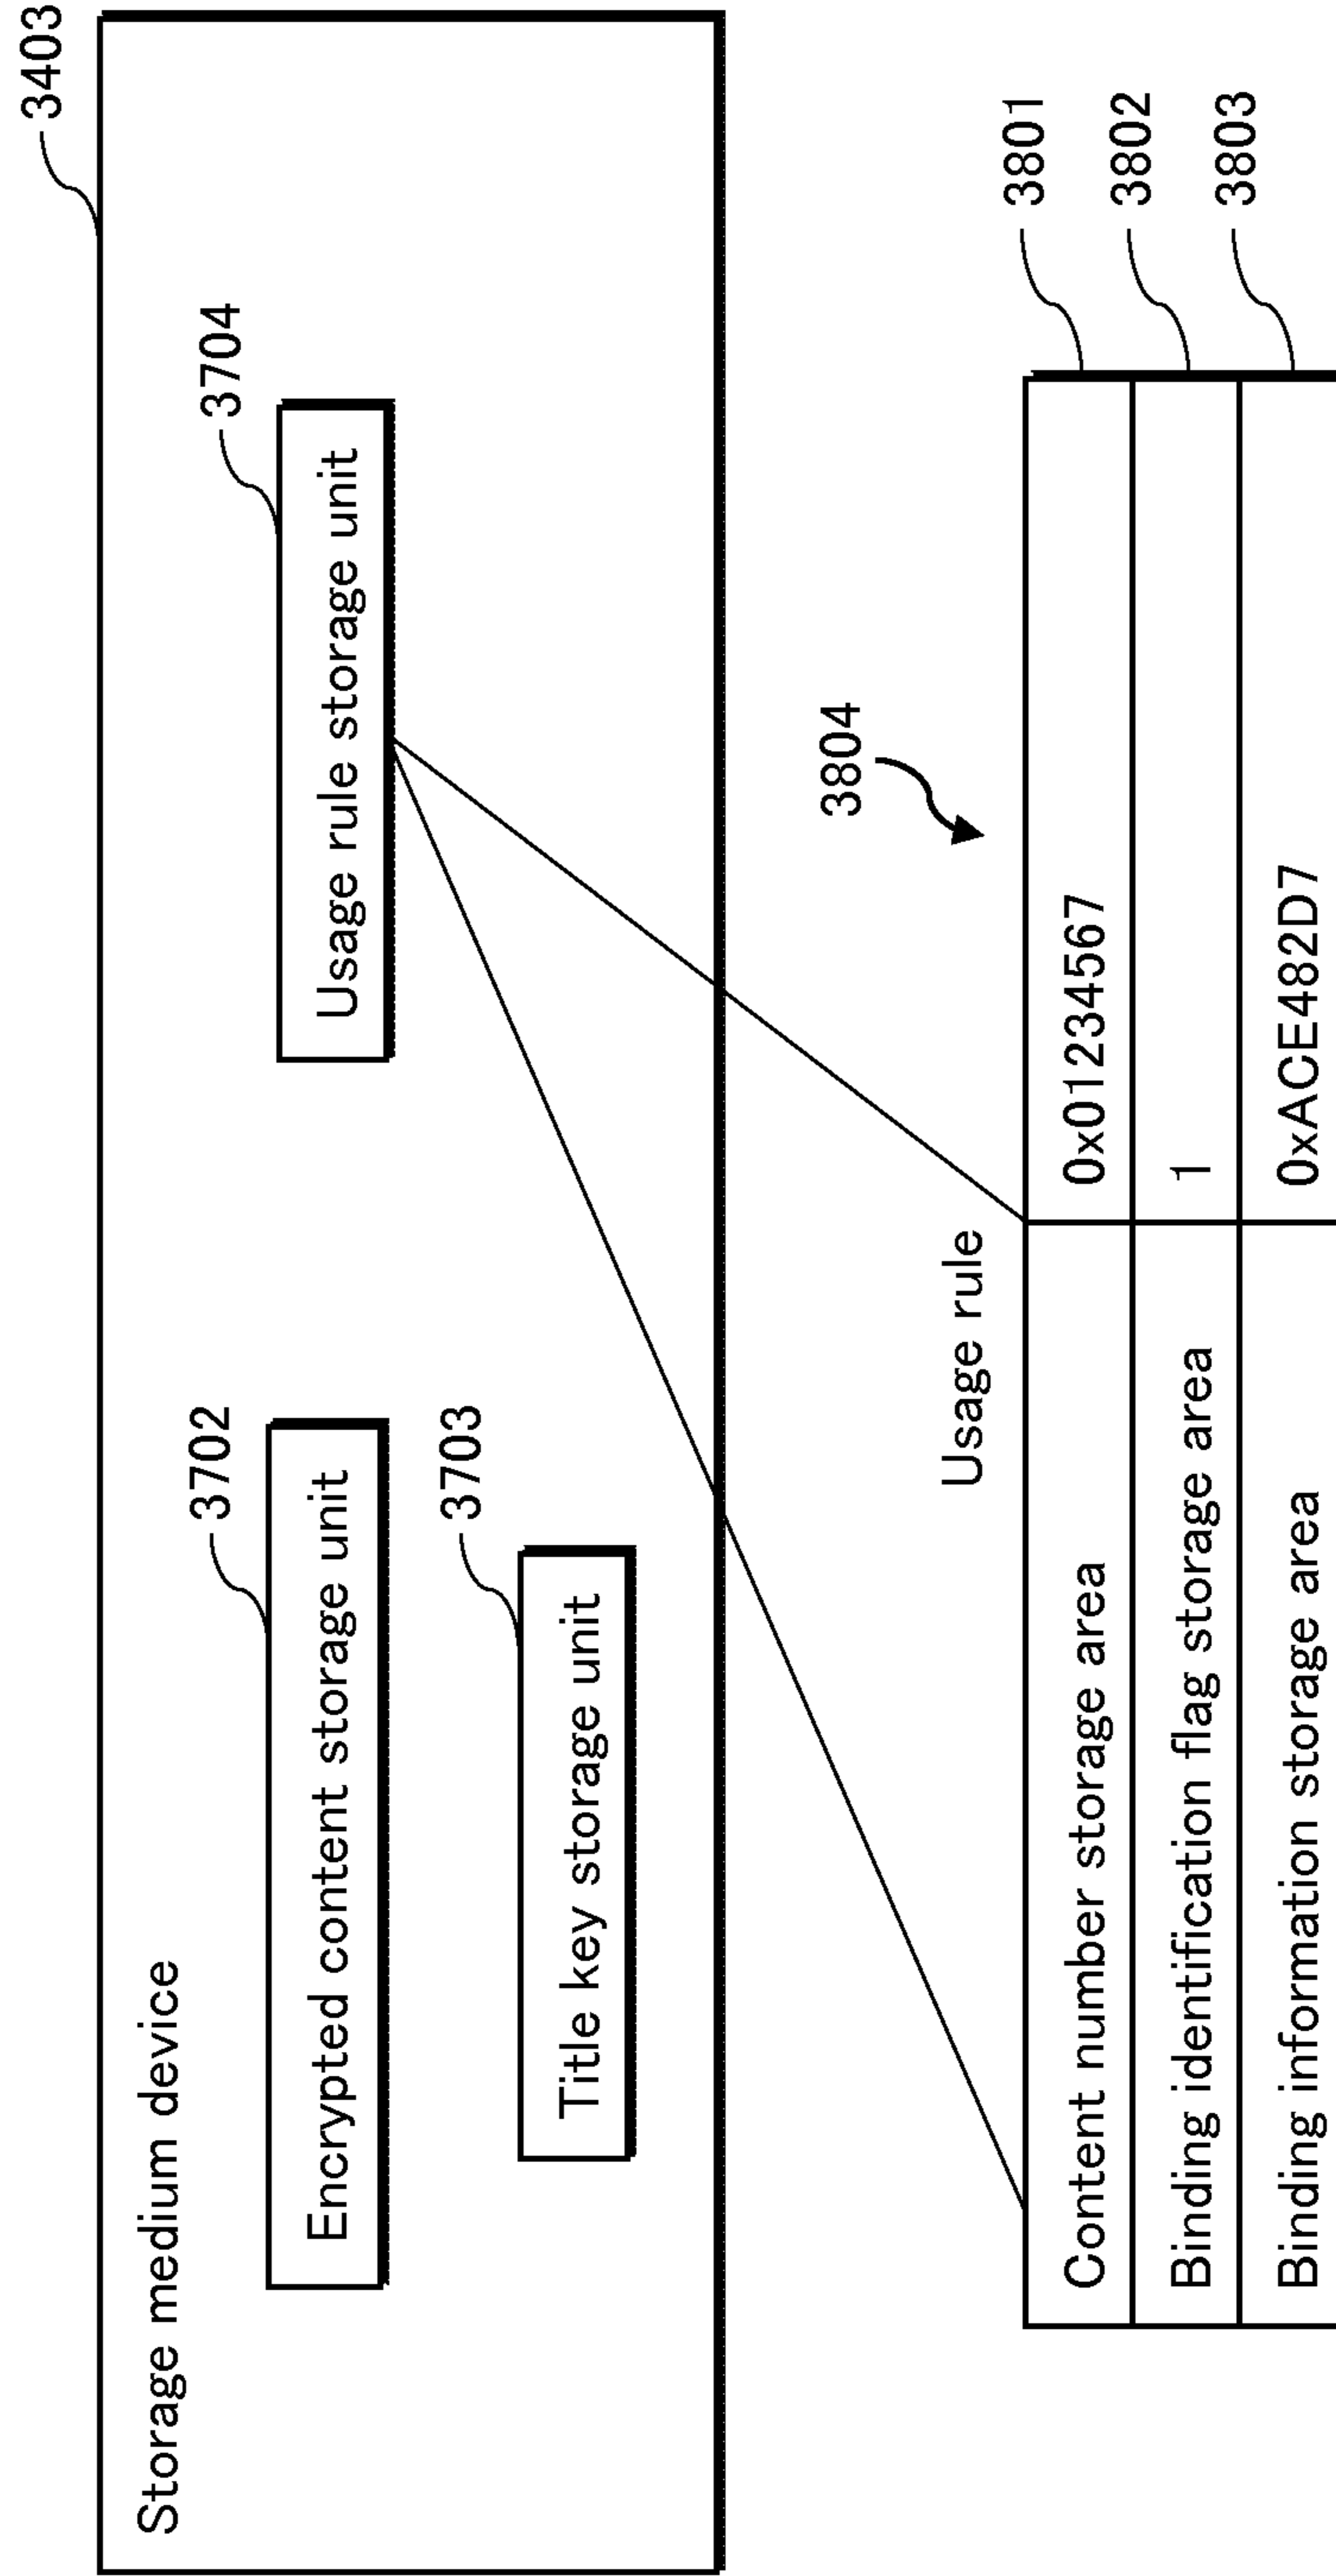 3403
Storage medium device
3702
Encrypted content storage unit
3704
Usage rule storage unit
3703
Title key storage unit
3804
Usage rule
Content number storage area 0x01234567 3801
Binding identification flag storage area 1 3802
Binding information storage area 0xACE482D7 3803